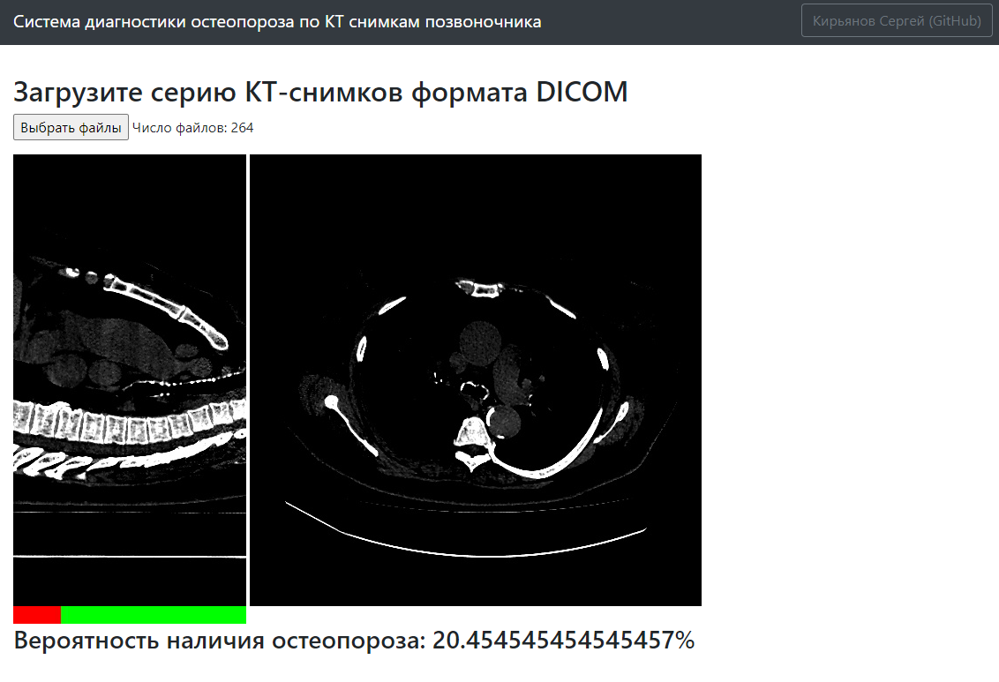 Система диагностики остеопороза по КТ снимкам позвоночника
Кирьянов Сергей (GitHub)
Загрузите серию КТ-снимков формата DICOM
Выбрать файлы Число файлов: 264
Вероятность наличия остеопороза: 20.454545454545457%